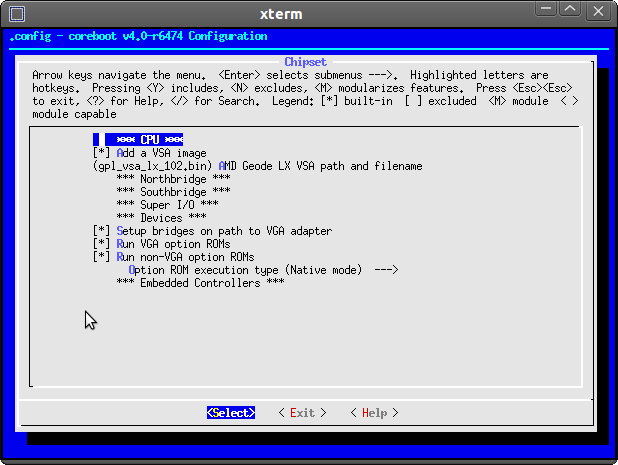 xterm
.config - coreboot v4.0-r6474 Configuration
Chipset
Arrow keys navigate the menu. <Enter> selects submenus --->. Highlighted letters are
hotkeys. Pressing <Y> includes, <N> excludes, <M> modularizes features. Press <Esc><Esc>
to exit, <?> for Help, </> for Search. Legend: [*] built-in [ ] excluded <M> module < >
module capable
*** CPU ***
[*] Add a VSA image
(gpl_vsa_lx_102.bin) AMD Geode LX VSA path and filename
*** Northbridge ***
*** Southbridge ***
*** Super I/O ***
*** Devices ***
[*] Setup bridges on path to VGA adapter
[*] Run VGA option ROMs
[*] Run non-VGA option ROMs
Option ROM execution type (Native mode) --->
*** Embedded Controllers ***
<Select> < Exit > < Help >